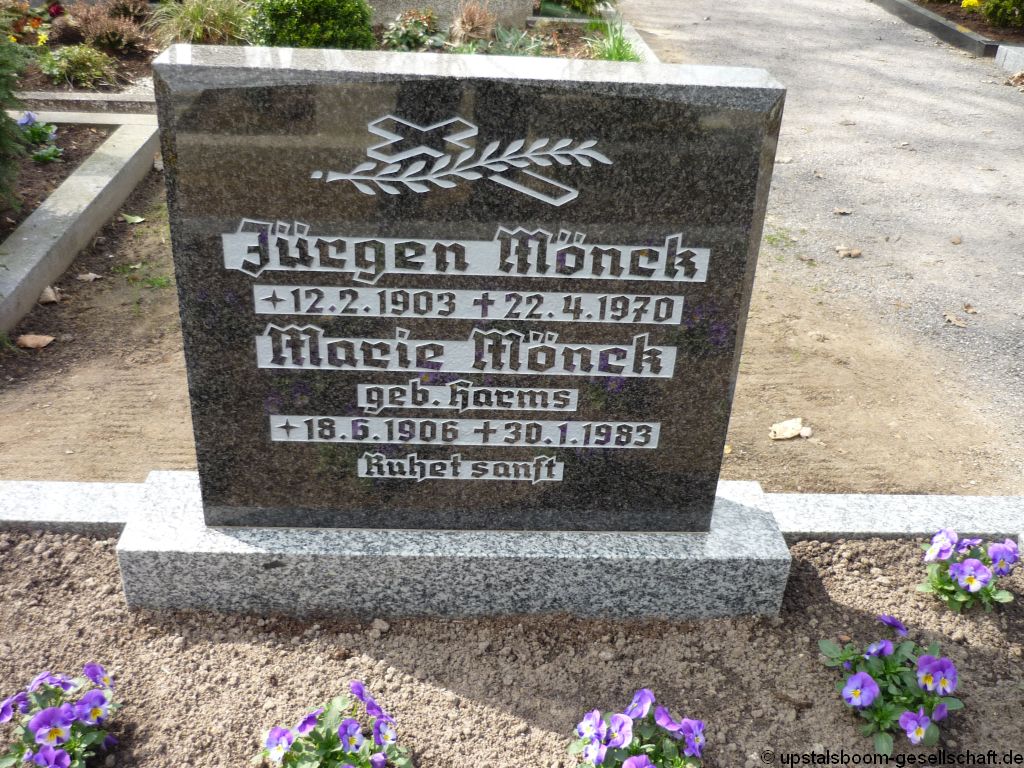 Jürgen Mönck
+12.2.1903 †22.4.1970
Marie Mönck
geb. Harms
+18.6.1906 †30.1.1983
Ruhet sanft
© upstalsboom-gesellschaft.de